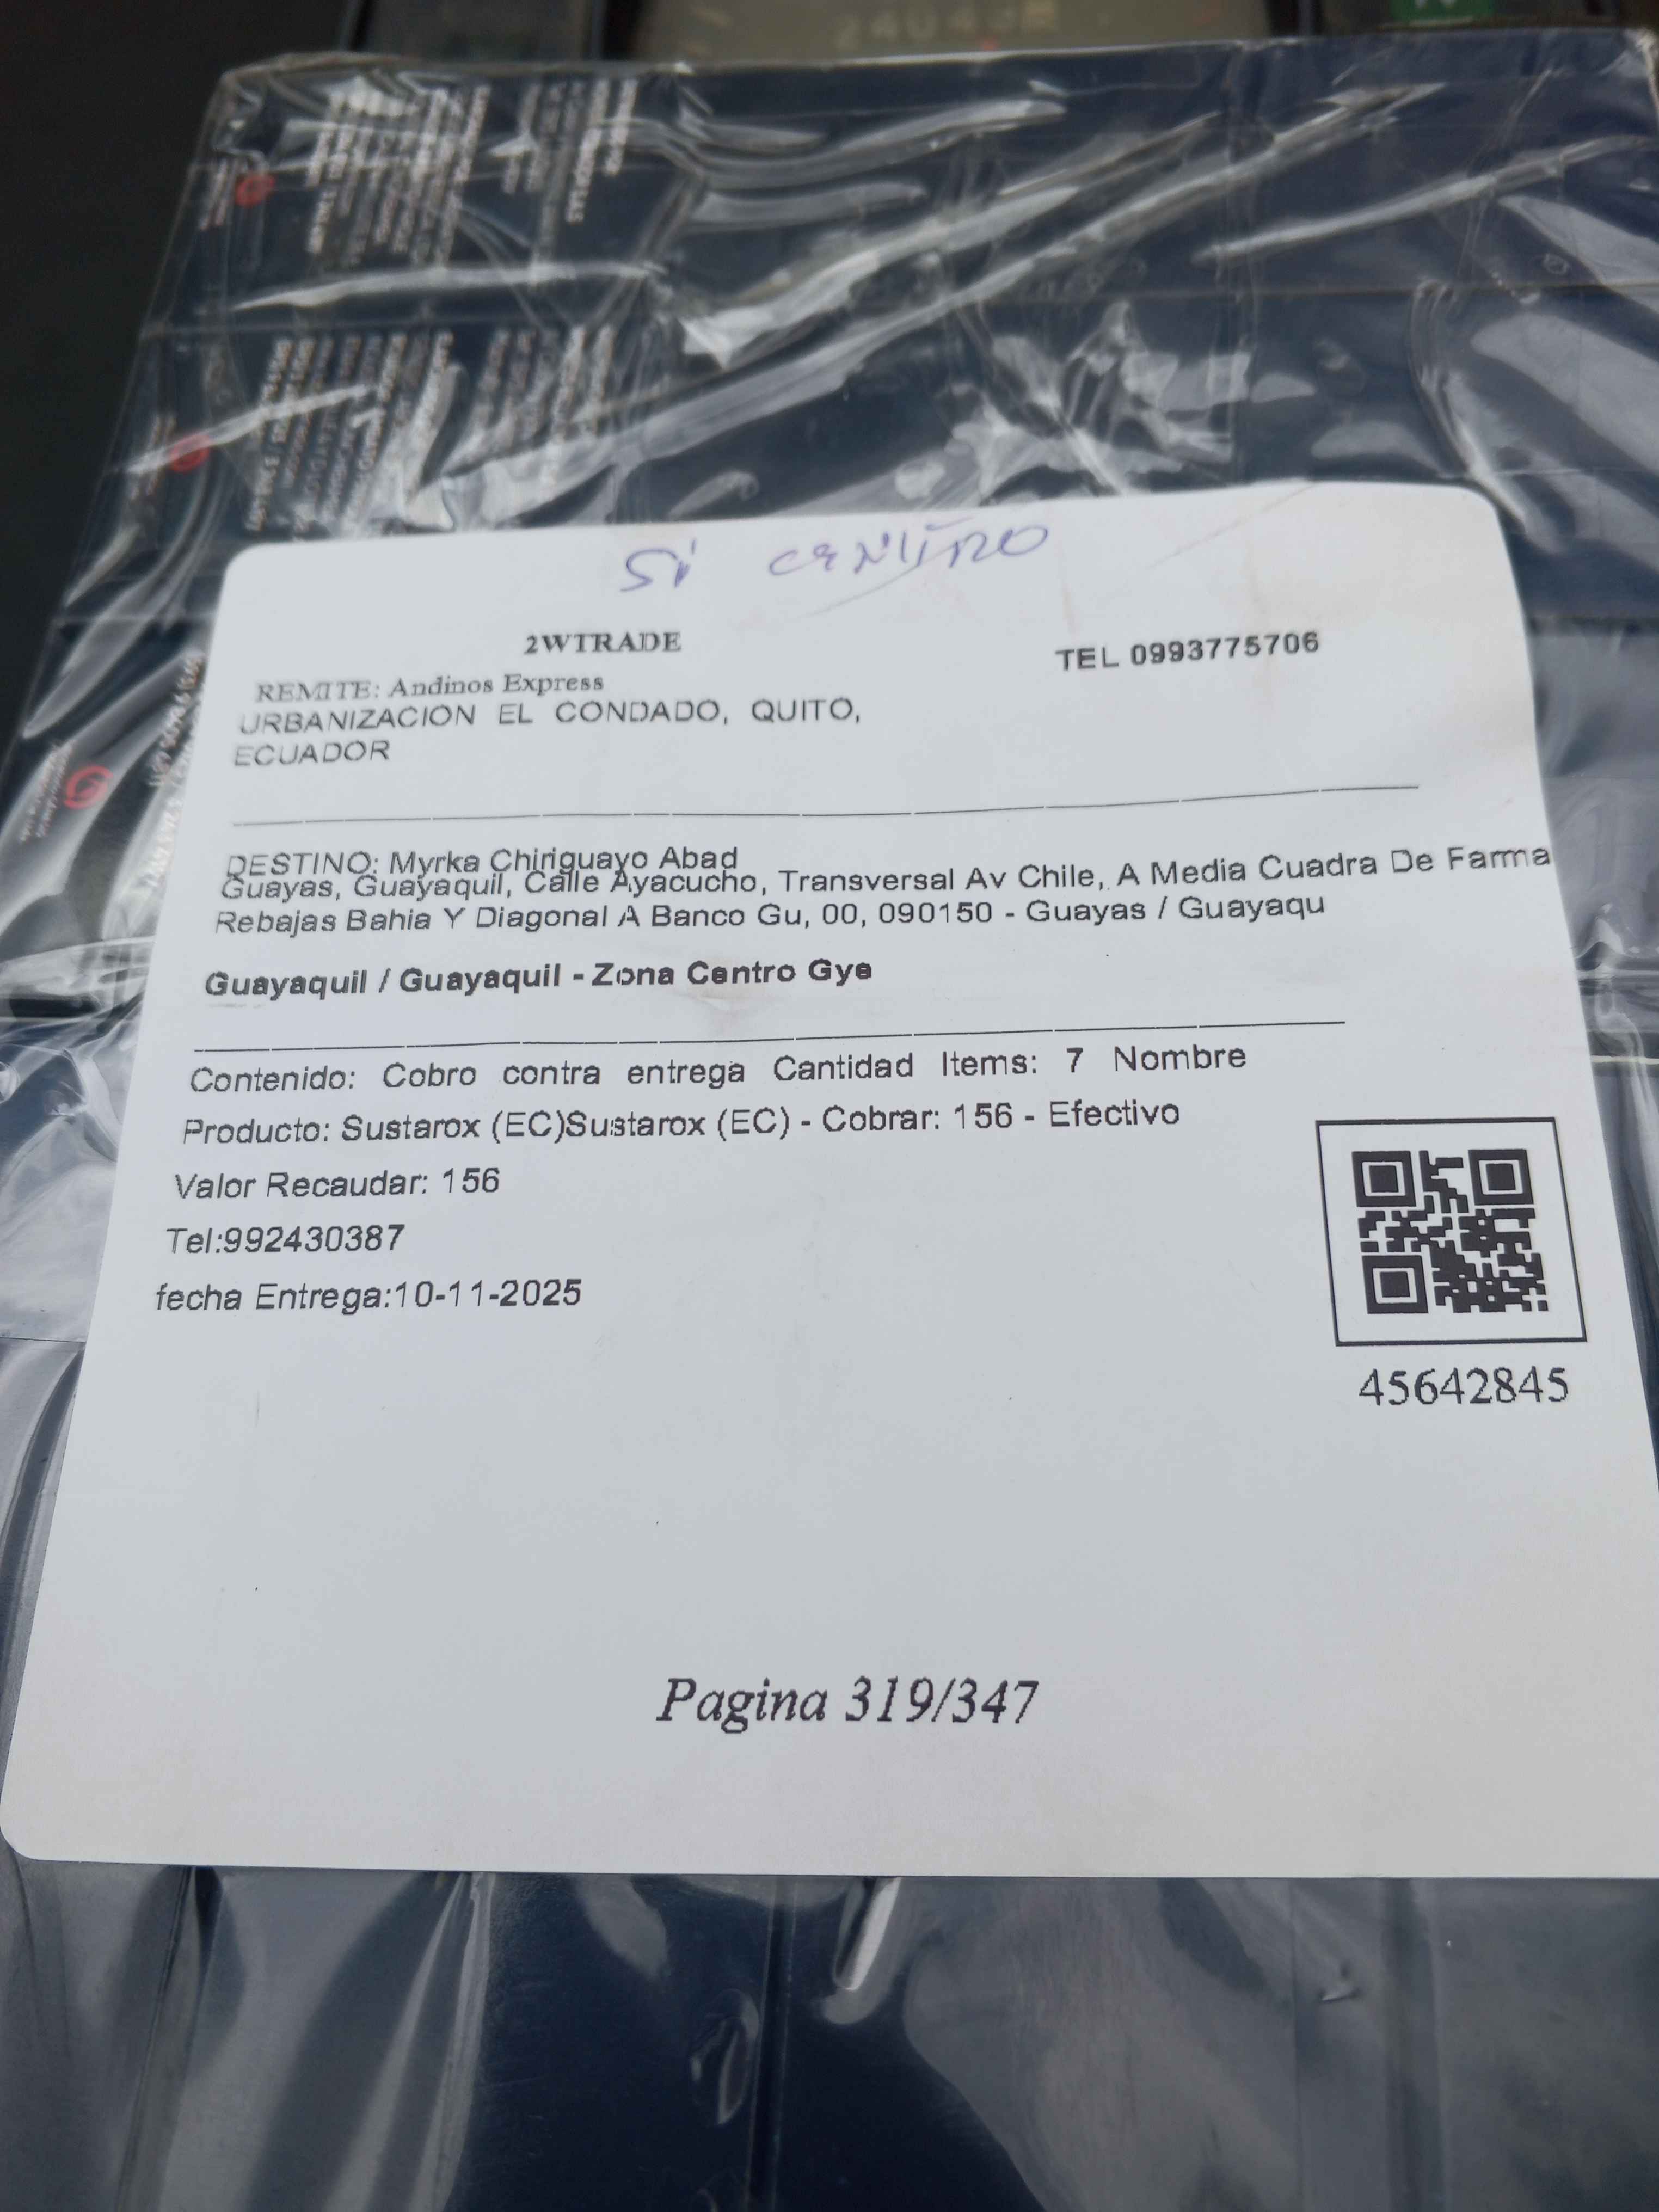 Si CENTRO
2WTRADE
TEL 0993775706
REMITE: Andinos Express
URBANIZACION EL CONDADO, QUITO,
ECUADOR
DESTINO: Myrka Chiriguayo Abad
Guayas, Guayaquil, Calle Ayacucho, Transversal Av Chile, A Media Cuadra De Farma
Rebajas Bahia Y Diagonal A Banco Gu, 00, 090150 - Guayas / Guayaqu
Guayaquil / Guayaquil - Zona Centro Gye
Contenido: Cobro contra entrega Cantidad Items: 7 Nombre
Producto: Sustarox (EC)Sustarox (EC) - Cobrar: 156 - Efectivo
Valor Recaudar: 156
Tel:992430387
fecha Entrega:10-11-2025
45642845
Pagina 319/347